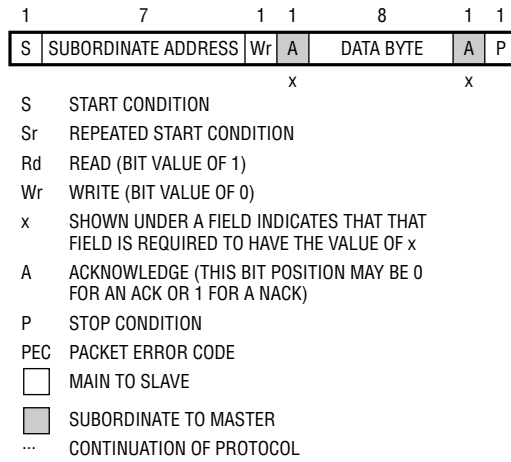 1 7 1 1 8 1 1
S SUBORDINATE ADDRESS Wr A DATA BYTE A P
x x
S START CONDITION
Sr REPEATED START CONDITION
Rd READ (BIT VALUE OF 1)
Wr WRITE (BIT VALUE OF 0)
x SHOWN UNDER A FIELD INDICATES THAT THAT
FIELD IS REQUIRED TO HAVE THE VALUE OF x
A ACKNOWLEDGE (THIS BIT POSITION MAY BE 0
FOR AN ACK OR 1 FOR A NACK)
P STOP CONDITION
PEC PACKET ERROR CODE
MAIN TO SLAVE
SUBORDINATE TO MASTER
... CONTINUATION OF PROTOCOL